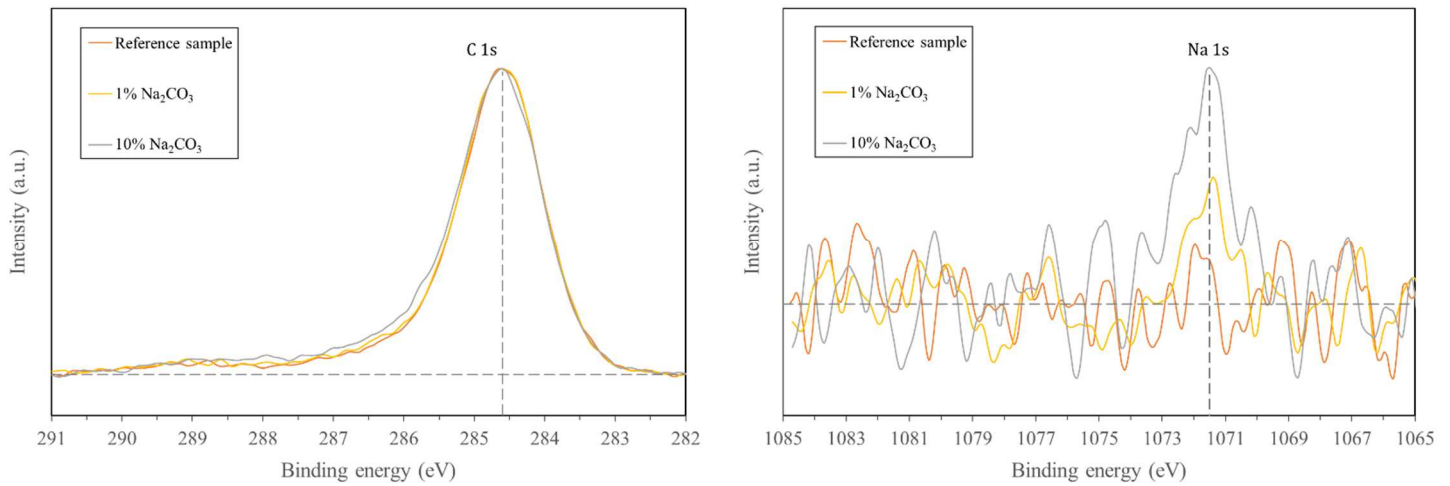 Reference sample
1% Na₂CO₃
10% Na₂CO₃
C 1s
Intensity (a.u.)
291 290 289 288 287 286 285 284 283 282
Binding energy (eV)
Reference sample
1% Na₂CO₃
10% Na₂CO₃
Na 1s
Intensity (a.u.)
1085 1083 1081 1079 1077 1075 1073 1071 1069 1067 1065
Binding energy (eV)